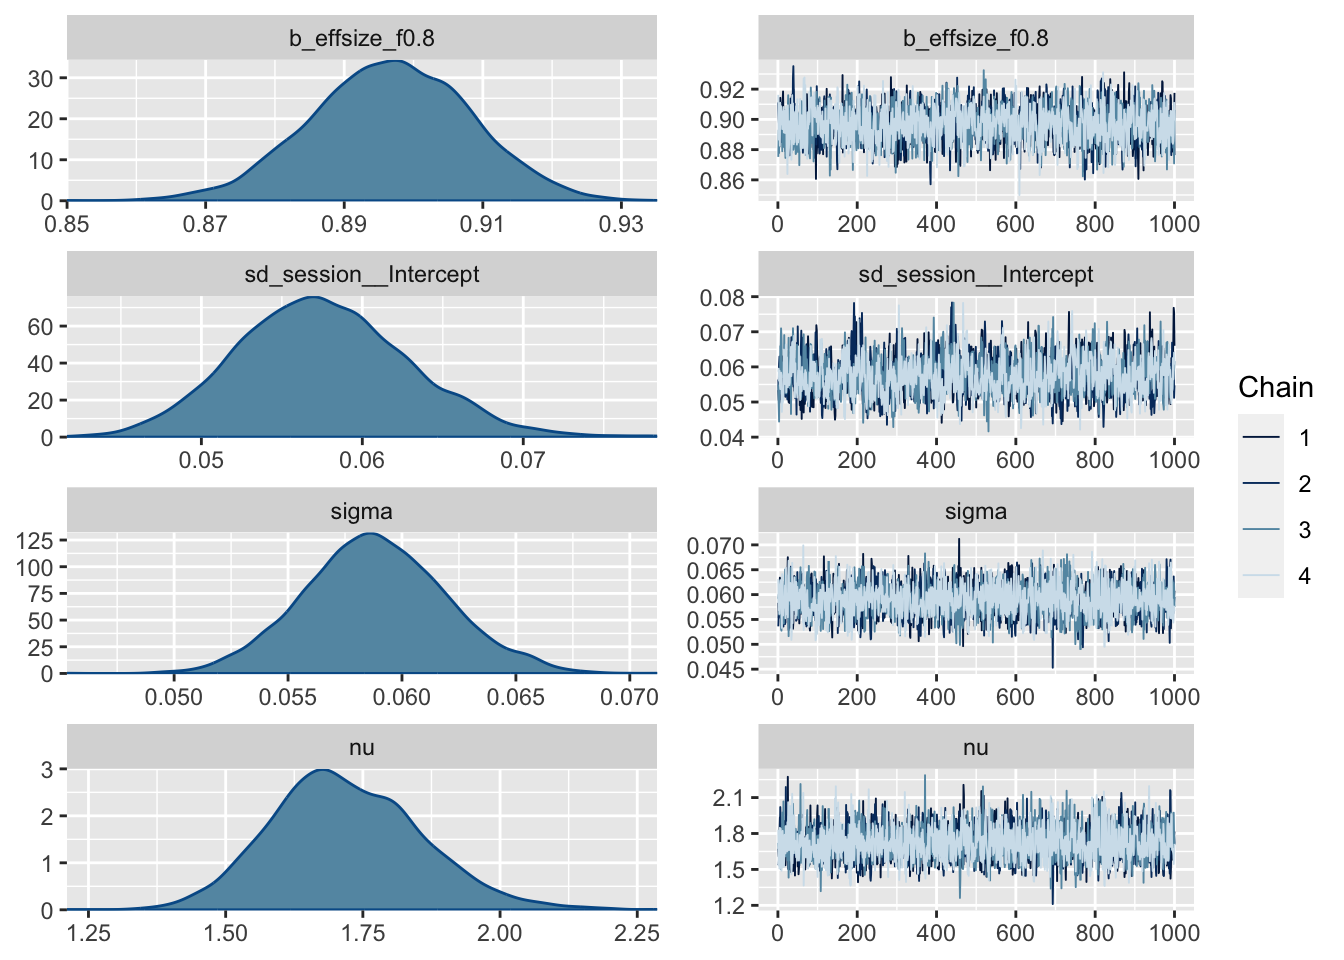 b_effsize_f0.8
30
20
10
0
0.85 0.87 0.89 0.91 0.93
b_effsize_f0.8
0.92
0.90
0.88
0.86
0 200 400 600 800 1000
sd_session__Intercept
60
40
20
0
0.05 0.06 0.07
sd_session__Intercept
0.08
0.07
0.06
0.05
0.04
0 200 400 600 800 1000
sigma
125
100
75
50
25
0
0.050 0.055 0.060 0.065 0.070
sigma
0.070
0.065
0.060
0.055
0.050
0.045
0 200 400 600 800 1000
nu
3
2
1
0
1.25 1.50 1.75 2.00 2.25
nu
2.1
1.8
1.5
1.2
0 200 400 600 800 1000
Chain
1
2
3
4